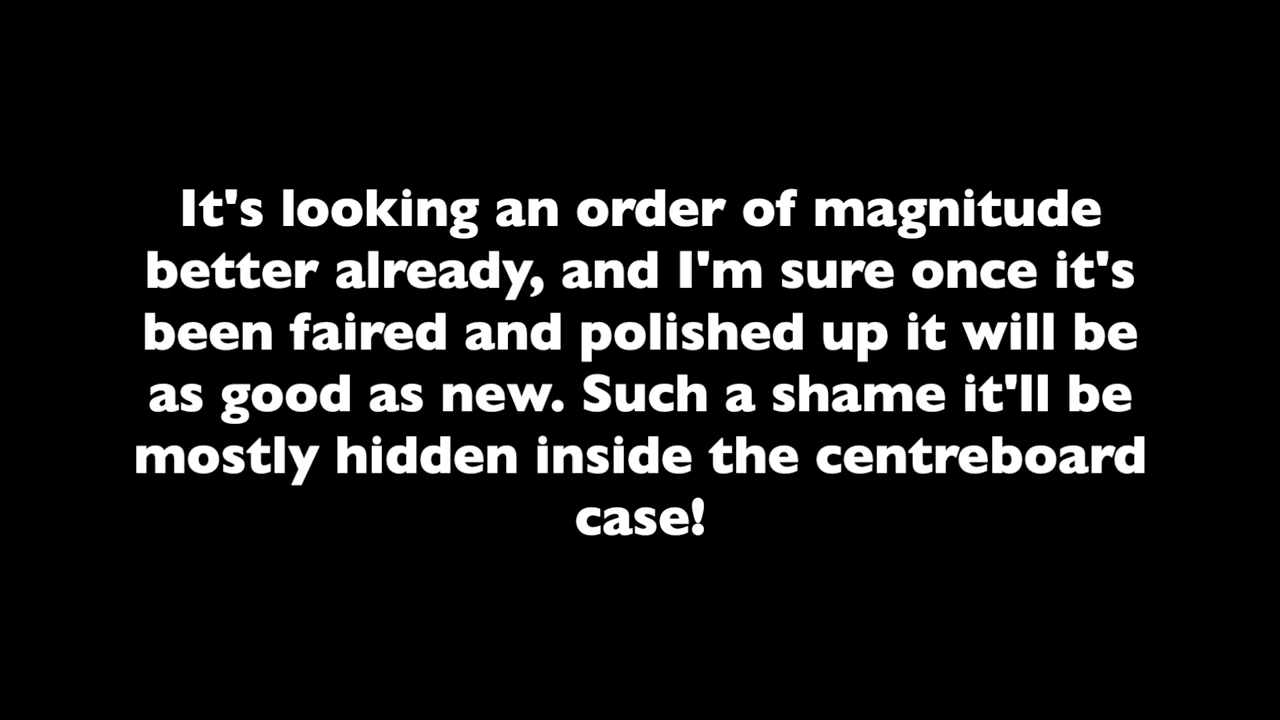 It's looking an order of magnitude
better already, and I'm sure once it's
been faired and polished up it will be
as good as new. Such a shame it'll be
mostly hidden inside the centreboard
case!